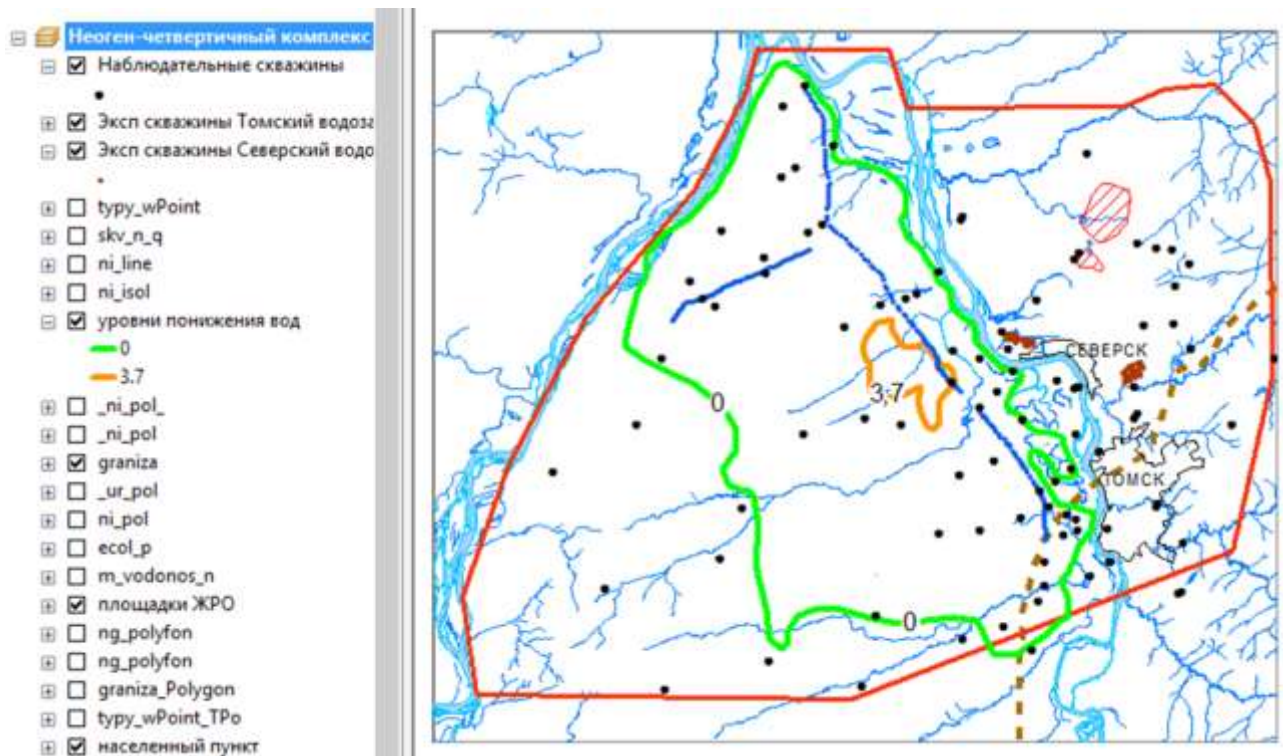 Неоген-четвертичный комплекс
Наблюдательные скважины
Эксп скважины Томский водоза
Эксп скважины Северский водо
typy_wPoint
skv_n_q
ni_line
ni_isol
уровни понижения вод
0
3.7
_ni_pol_
_ni_pol
graniza
_ur_pol
ni_pol
ecol_p
m_vodonos_n
площадки ЖРО
ng_polyfon
ng_polyfon
graniza_Polygon
typy_wPoint_TPo
населенный пункт
СЕВЕРСК
3,7
0
ТОМСК
0